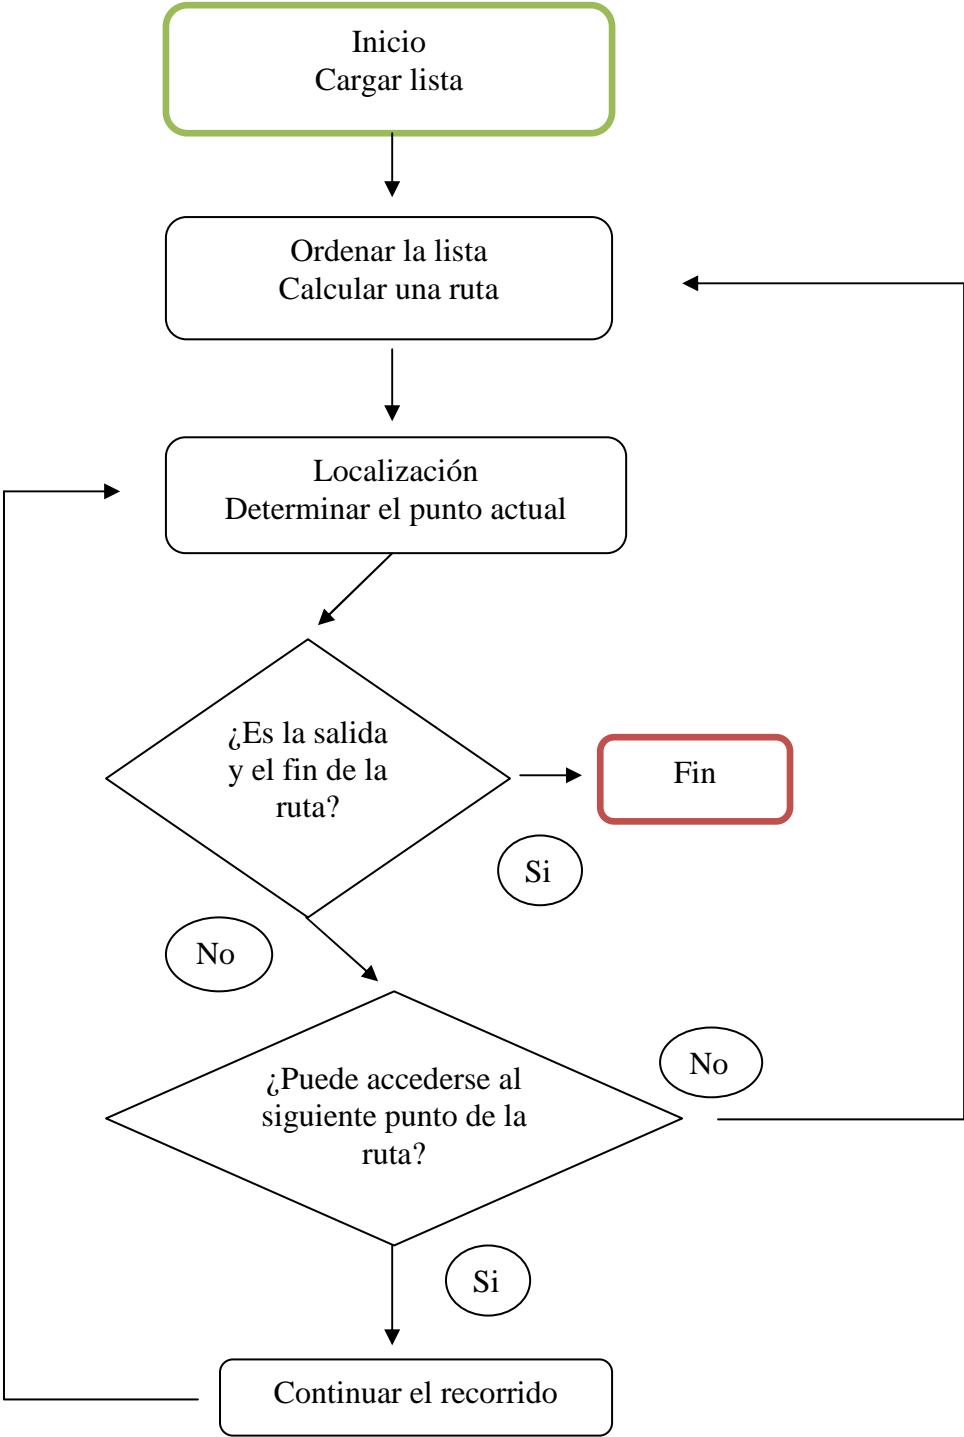 Inicio
Cargar lista
Ordenar la lista
Calcular una ruta
Localización
Determinar el punto actual
¿Es la salida
y el fin de la
ruta?
Fin
Si
No
¿Puede accederse al
siguiente punto de la
ruta?
No
Si
Continuar el recorrido